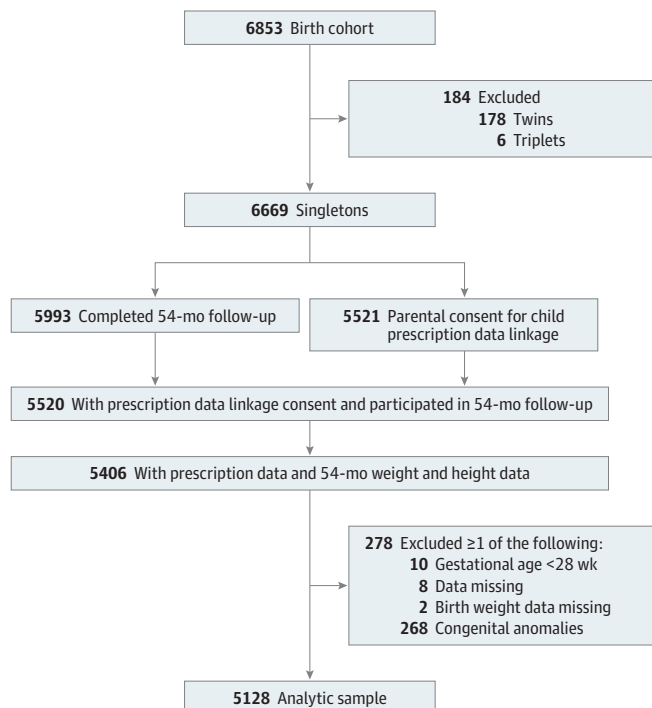 6853 Birth cohort
184 Excluded
178 Twins
6 Triplets
6669 Singletons
5993 Completed 54-mo follow-up
5521 Parental consent for child
prescription data linkage
5520 With prescription data linkage consent and participated in 54-mo follow-up
5406 With prescription data and 54-mo weight and height data
278 Excluded ≥1 of the following:
10 Gestational age <28 wk
8 Data missing
2 Birth weight data missing
268 Congenital anomalies
5128 Analytic sample